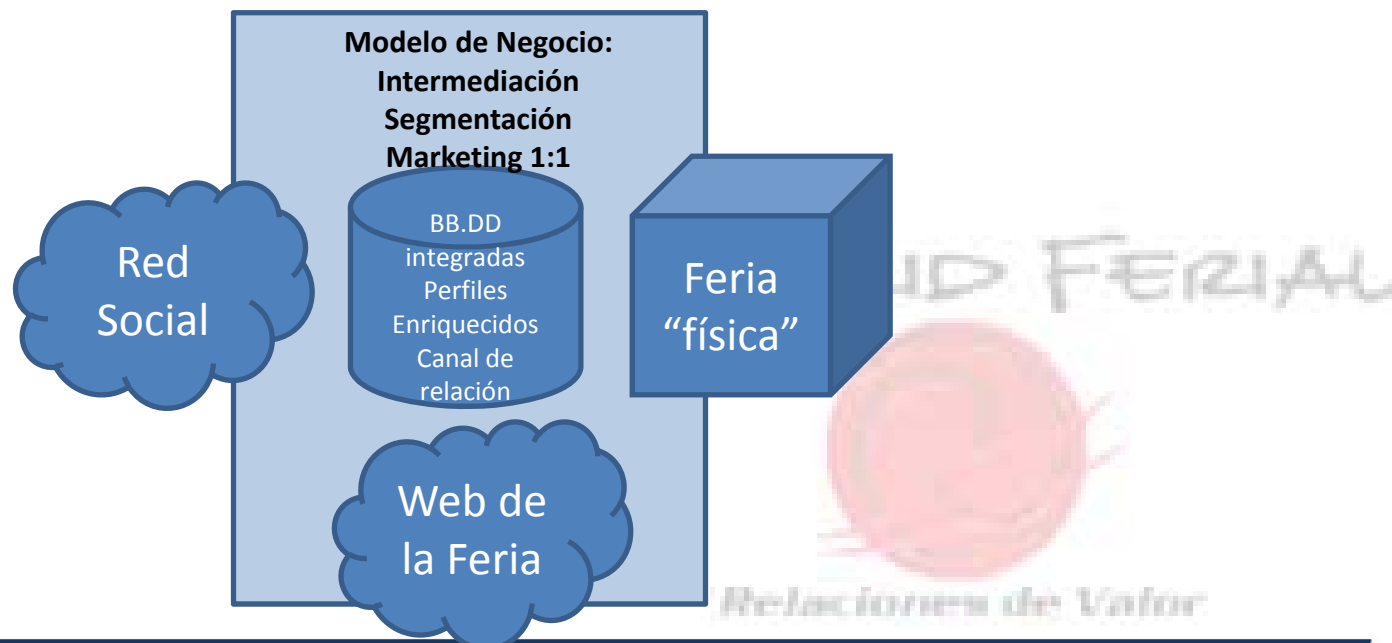 Modelo de Negocio:
Intermediación
Segmentación
Marketing 1:1
BB.DD
integradas
Perfiles
Enriquecidos
Canal de
relación
Red
Social
Feria
“física”
Web de
la Feria
FERIAL
Relaciones de Valor